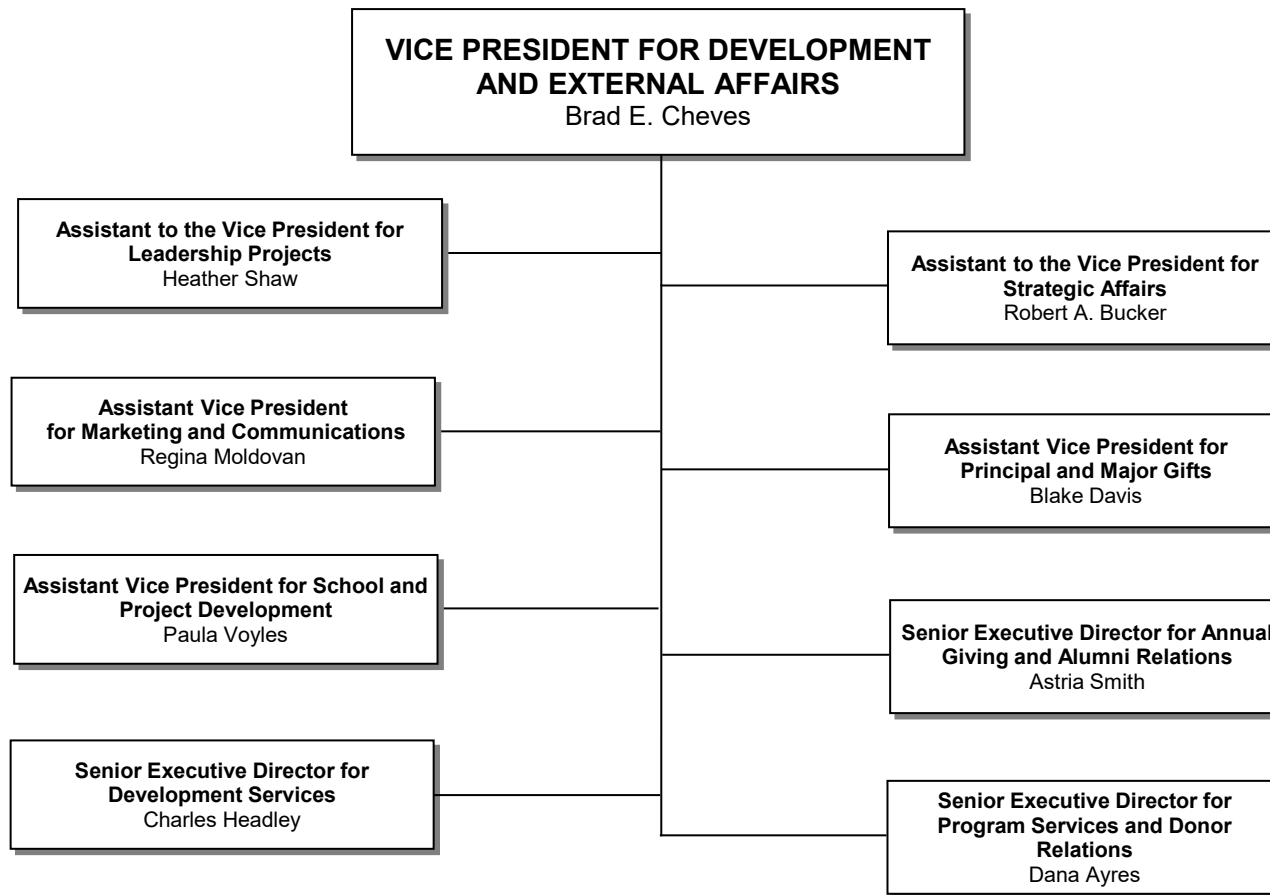 VICE PRESIDENT FOR DEVELOPMENT
AND EXTERNAL AFFAIRS
Brad E. Cheves
Assistant to the Vice President for
Leadership Projects
Heather Shaw
Assistant to the Vice President for
Strategic Affairs
Robert A. Bucker
Assistant Vice President
for Marketing and Communications
Regina Moldovan
Assistant Vice President for
Principal and Major Gifts
Blake Davis
Assistant Vice President for School and
Project Development
Paula Voyles
Senior Executive Director for Annual
Giving and Alumni Relations
Astria Smith
Senior Executive Director for
Development Services
Charles Headley
Senior Executive Director for
Program Services and Donor
Relations
Dana Ayres